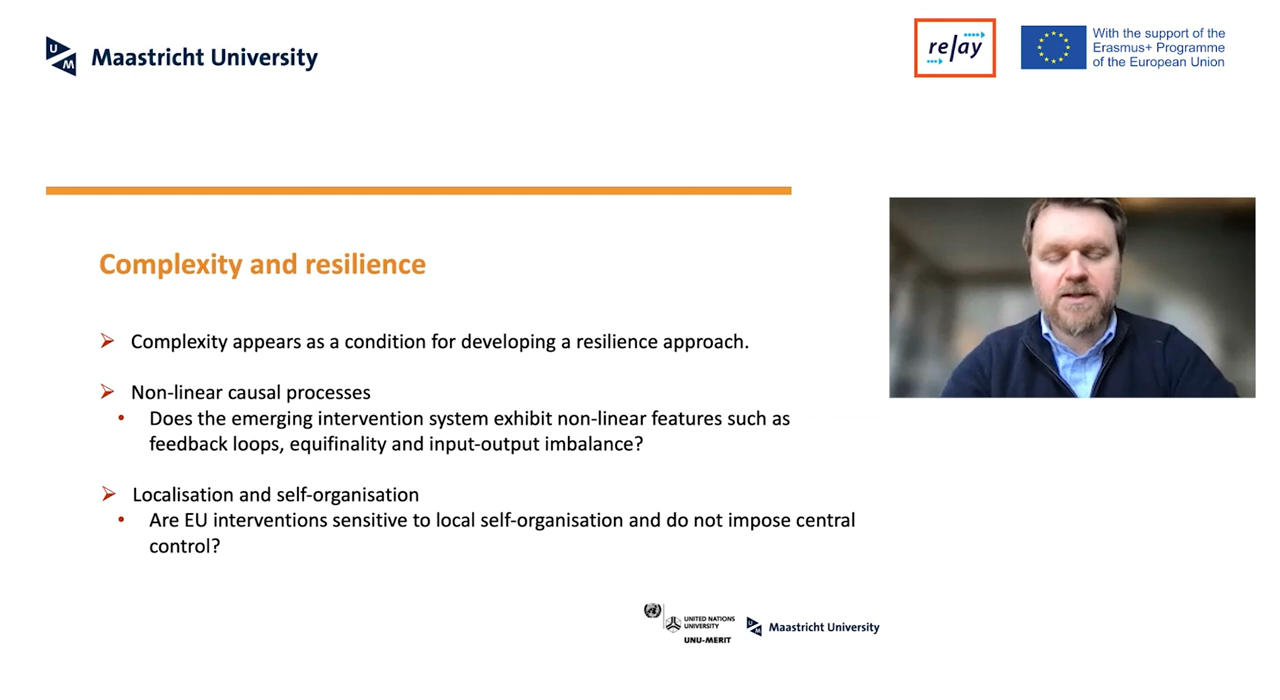 UM Maastricht University
relay
With the support of the
Erasmus+ Programme
of the European Union
Complexity and resilience
Complexity appears as a condition for developing a resilience approach.
Non-linear causal processes
Does the emerging intervention system exhibit non-linear features such as
feedback loops, equifinality and input-output imbalance?
Localisation and self-organisation
Are EU interventions sensitive to local self-organisation and do not impose central
control?
UNITED NATIONS
UNIVERSITY
UNU-MERIT
UM Maastricht University